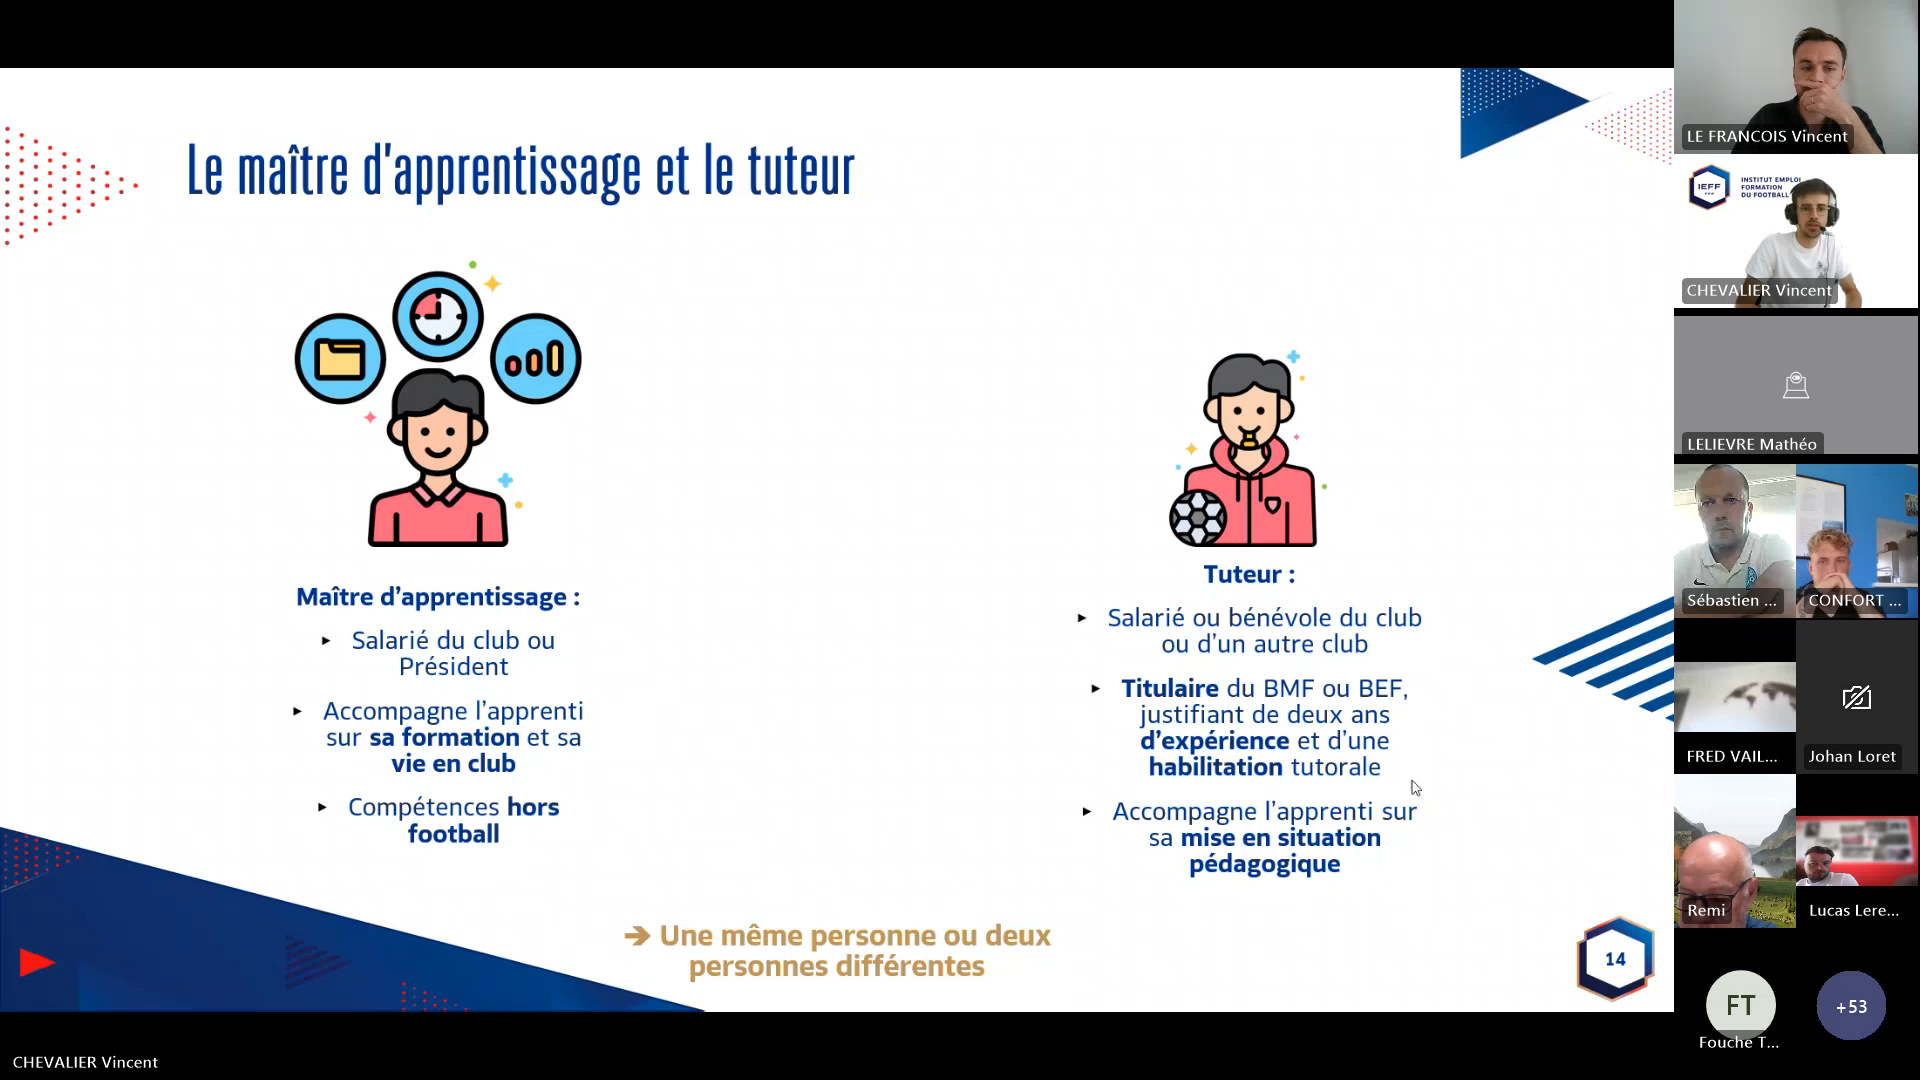 Le maître d'apprentissage et le tuteur
Maître d'apprentissage :
Salarié du club ou
Président
Accompagne l'apprenti
sur sa formation et sa
vie en club
Compétences hors
football
Tuteur :
Salarié ou bénévole du club
ou d'un autre club
Titulaire du BMF ou BEF,
justifiant de deux ans
d'expérience et d'une
habilitation tutorale
Accompagne l'apprenti sur
sa mise en situation
pédagogique
➔ Une même personne ou deux
personnes différentes
14
CHEVALIER Vincent
LE FRANCOIS Vincent
IEFF
INSTITUT EMPLOI
FORMATION
DU FOOTBALL
CHEVALIER Vincent
LELIEVRE Mathéo
Sébastien ...
CONFORT ...
FRED VAIL...
Johan Loret
Remi
Lucas Lere...
FT
+53
Fouche T...